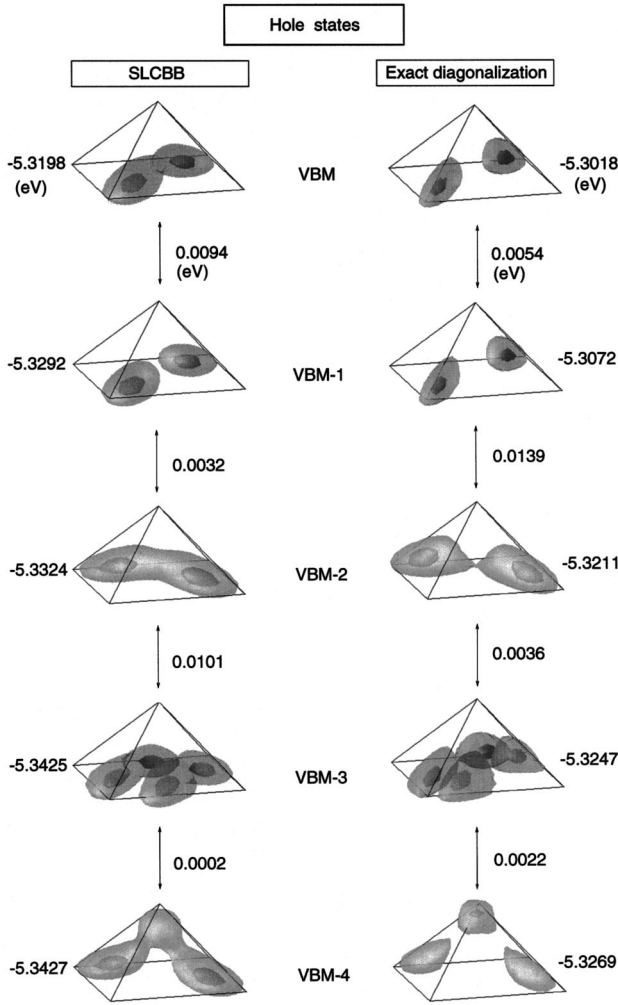 Hole states
SLCBB
Exact diagonalization
-5.3198
(eV)
VBM
-5.3018
(eV)
0.0094
(eV)
0.0054
(eV)
-5.3292
VBM-1
-5.3072
0.0032
0.0139
-5.3324
VBM-2
-5.3211
0.0101
0.0036
-5.3425
VBM-3
-5.3247
0.0002
0.0022
-5.3427
VBM-4
-5.3269